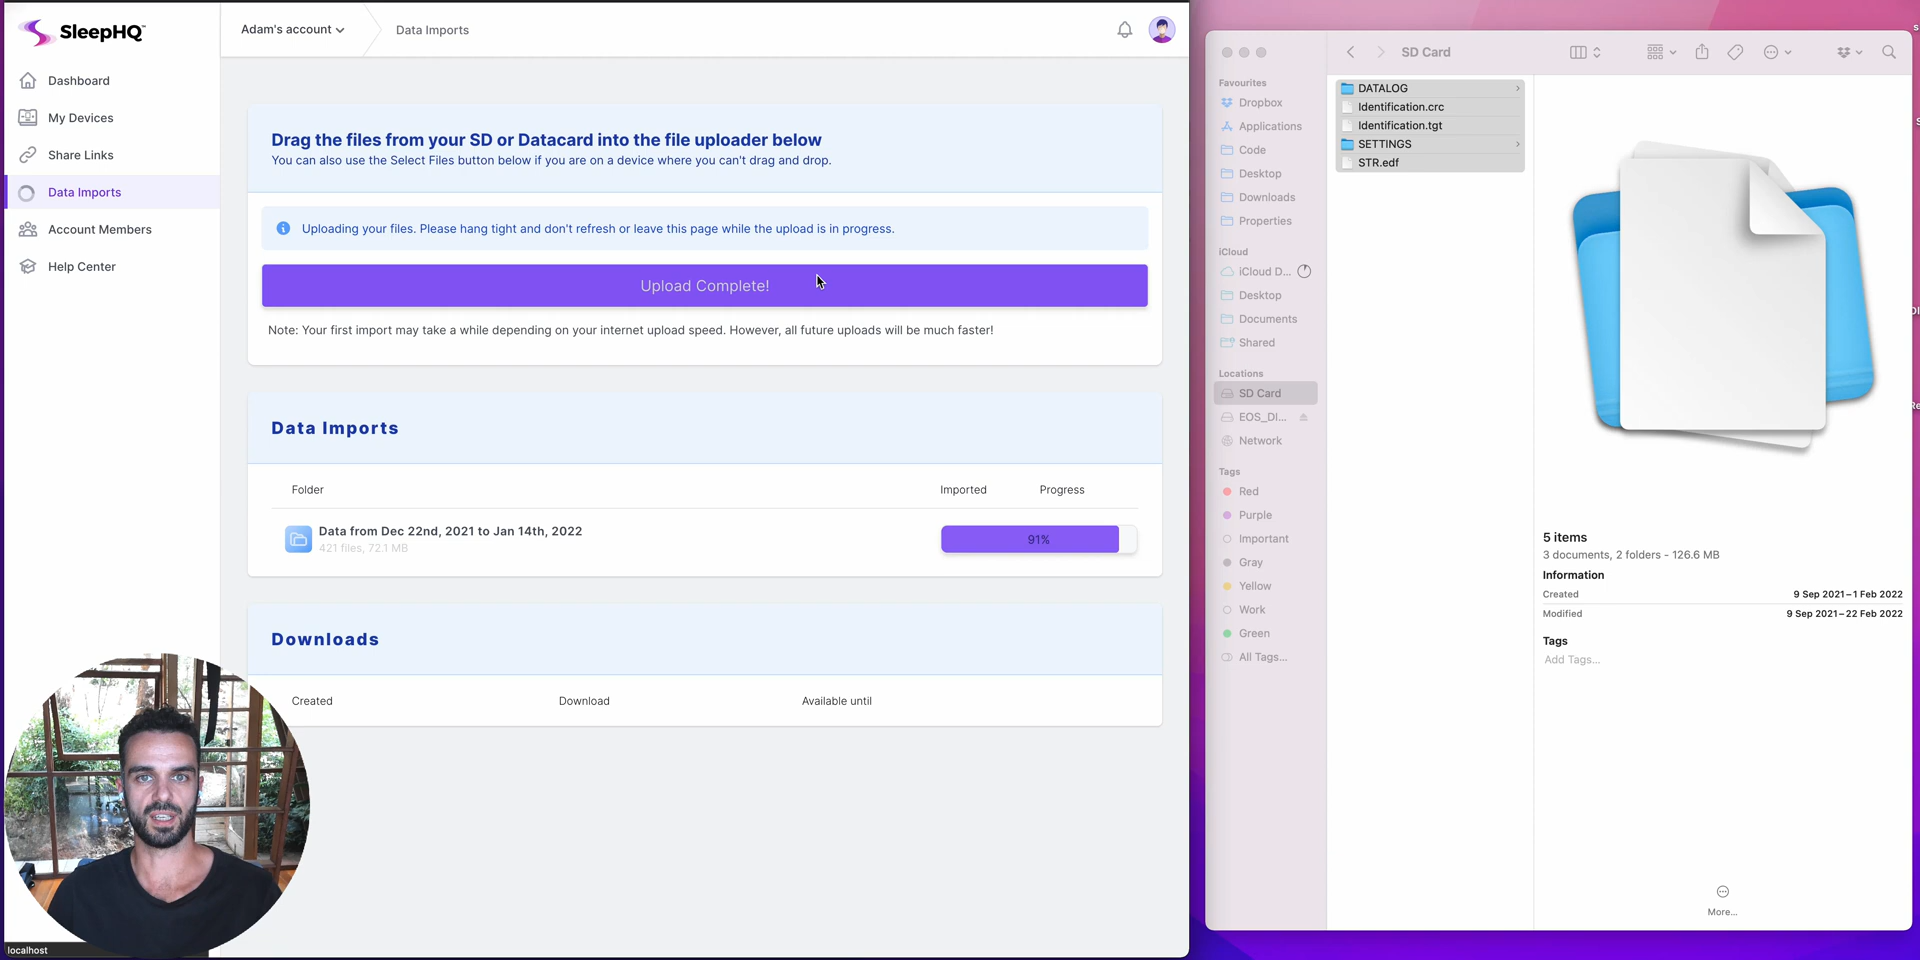 SleepHQ™
Adam's account
Data Imports
Dashboard
My Devices
Share Links
Data Imports
Account Members
Help Center
Drag the files from your SD or Datacard into the file uploader below
You can also use the Select Files button below if you are on a device where you can't drag and drop.
Uploading your files. Please hang tight and don't refresh or leave this page while the upload is in progress.
Upload Complete!
Note: Your first import may take a while depending on your internet upload speed. However, all future uploads will be much faster!
Data Imports
Folder
Imported
Progress
Data from Dec 22nd, 2021 to Jan 14th, 2022
421 files, 72.1 MB
91%
Downloads
Created
Download
Available until
localhost
SD Card
Favourites
Dropbox
Applications
Code
Desktop
Downloads
Properties
iCloud
iCloud D...
Desktop
Documents
Shared
Locations
SD Card
EOS_DI...
Network
Tags
Red
Purple
Important
Gray
Yellow
Work
Green
All Tags...
DATALOG
Identification.crc
Identification.tgt
SETTINGS
STR.edf
5 items
3 documents, 2 folders - 126.6 MB
Information
Created
9 Sep 2021–1 Feb 2022
Modified
9 Sep 2021–22 Feb 2022
Tags
Add Tags...
More...